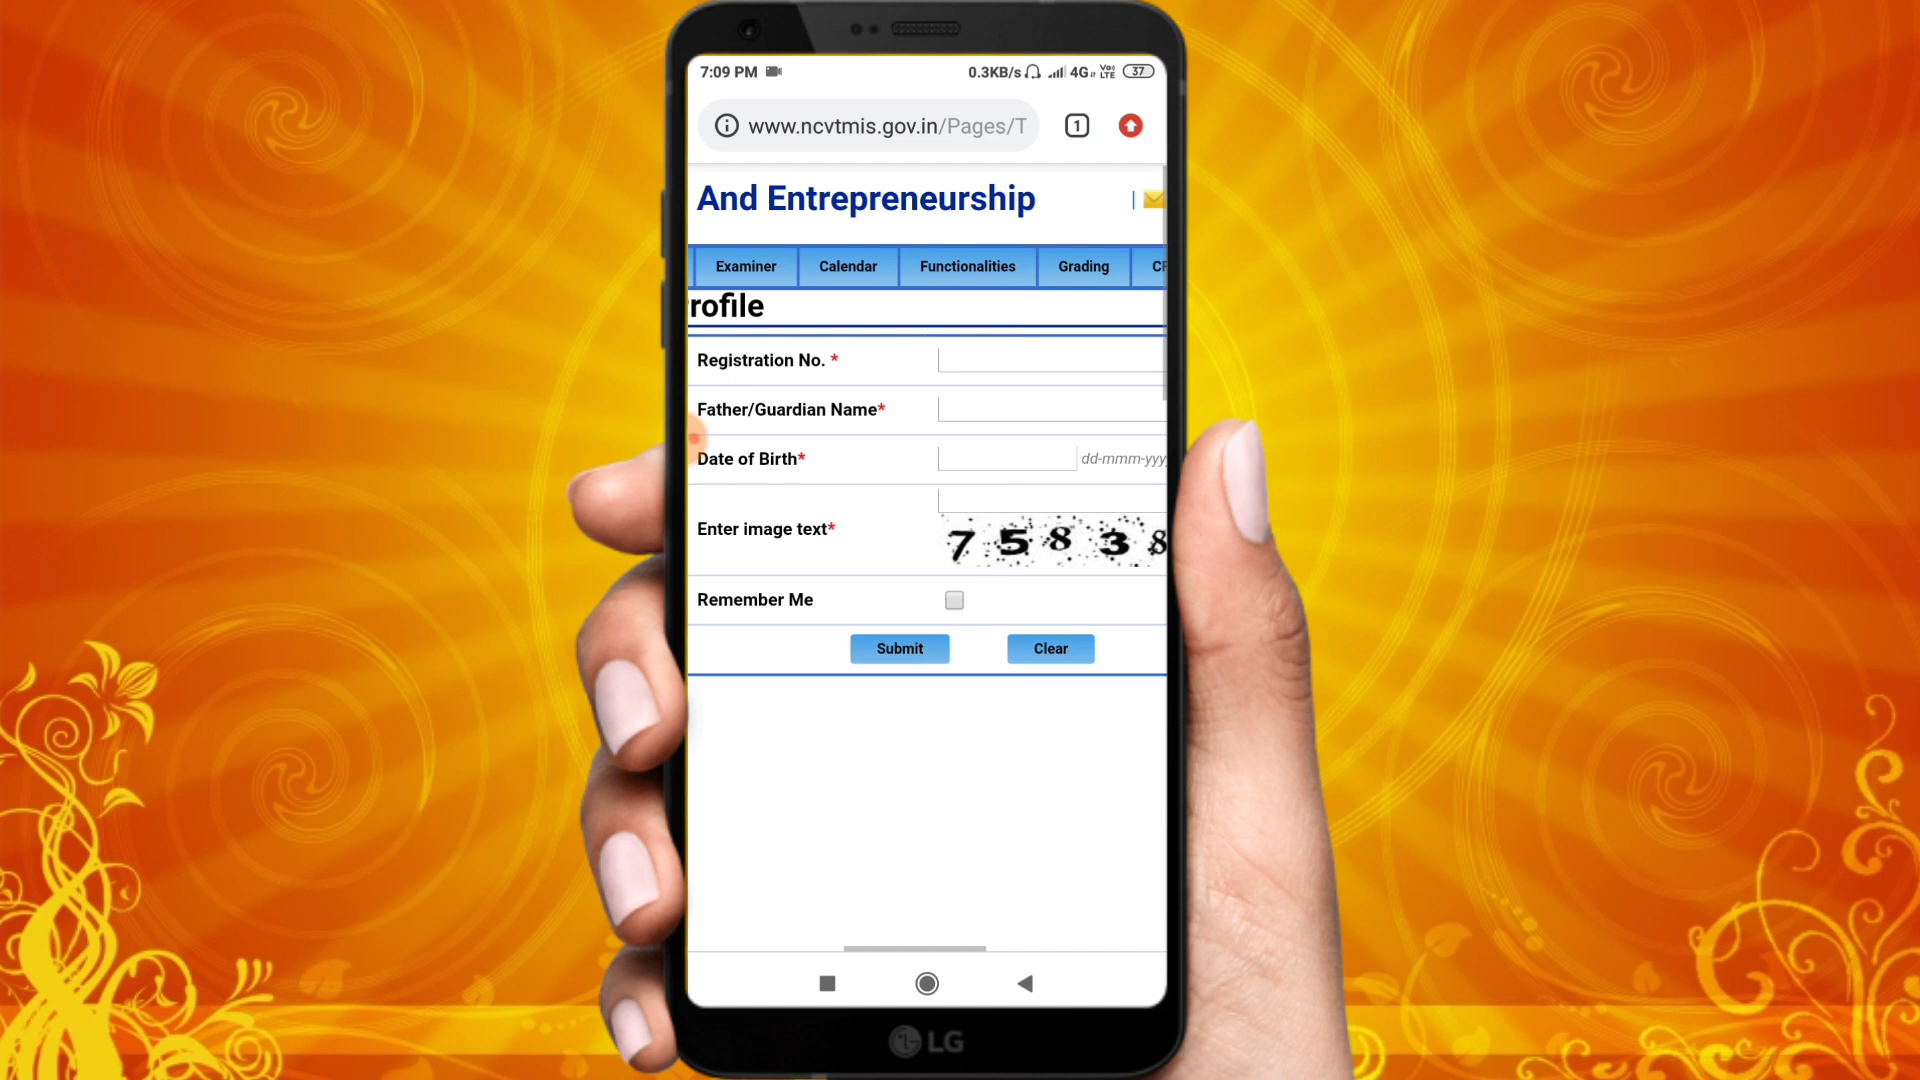 7:09 PM 0.3KB/s 4G VoLTE 37
www.ncvtmis.gov.in/Pages/T 1
And Entrepreneurship |
Examiner Calendar Functionalities Grading
rofile
Registration No. *
Father/Guardian Name*
Date of Birth* dd-mmm-yyy
Enter image text* 7 5 8 3 8
Remember Me
Submit Clear
LG